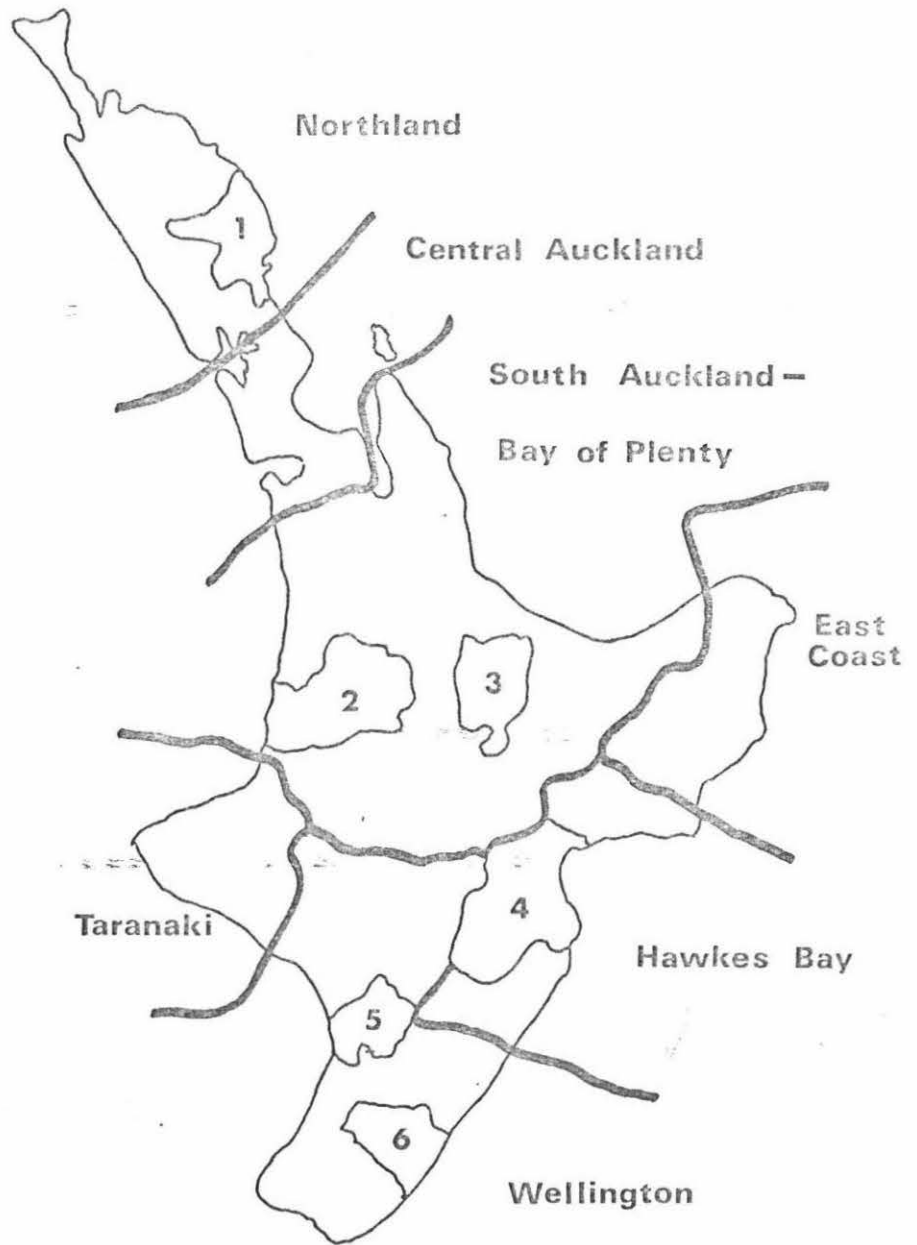 Northland
1
Central Auckland
South Auckland –
Bay of Plenty
East
Coast
2
3
4
Taranaki
Hawkes Bay
5
6
Wellington